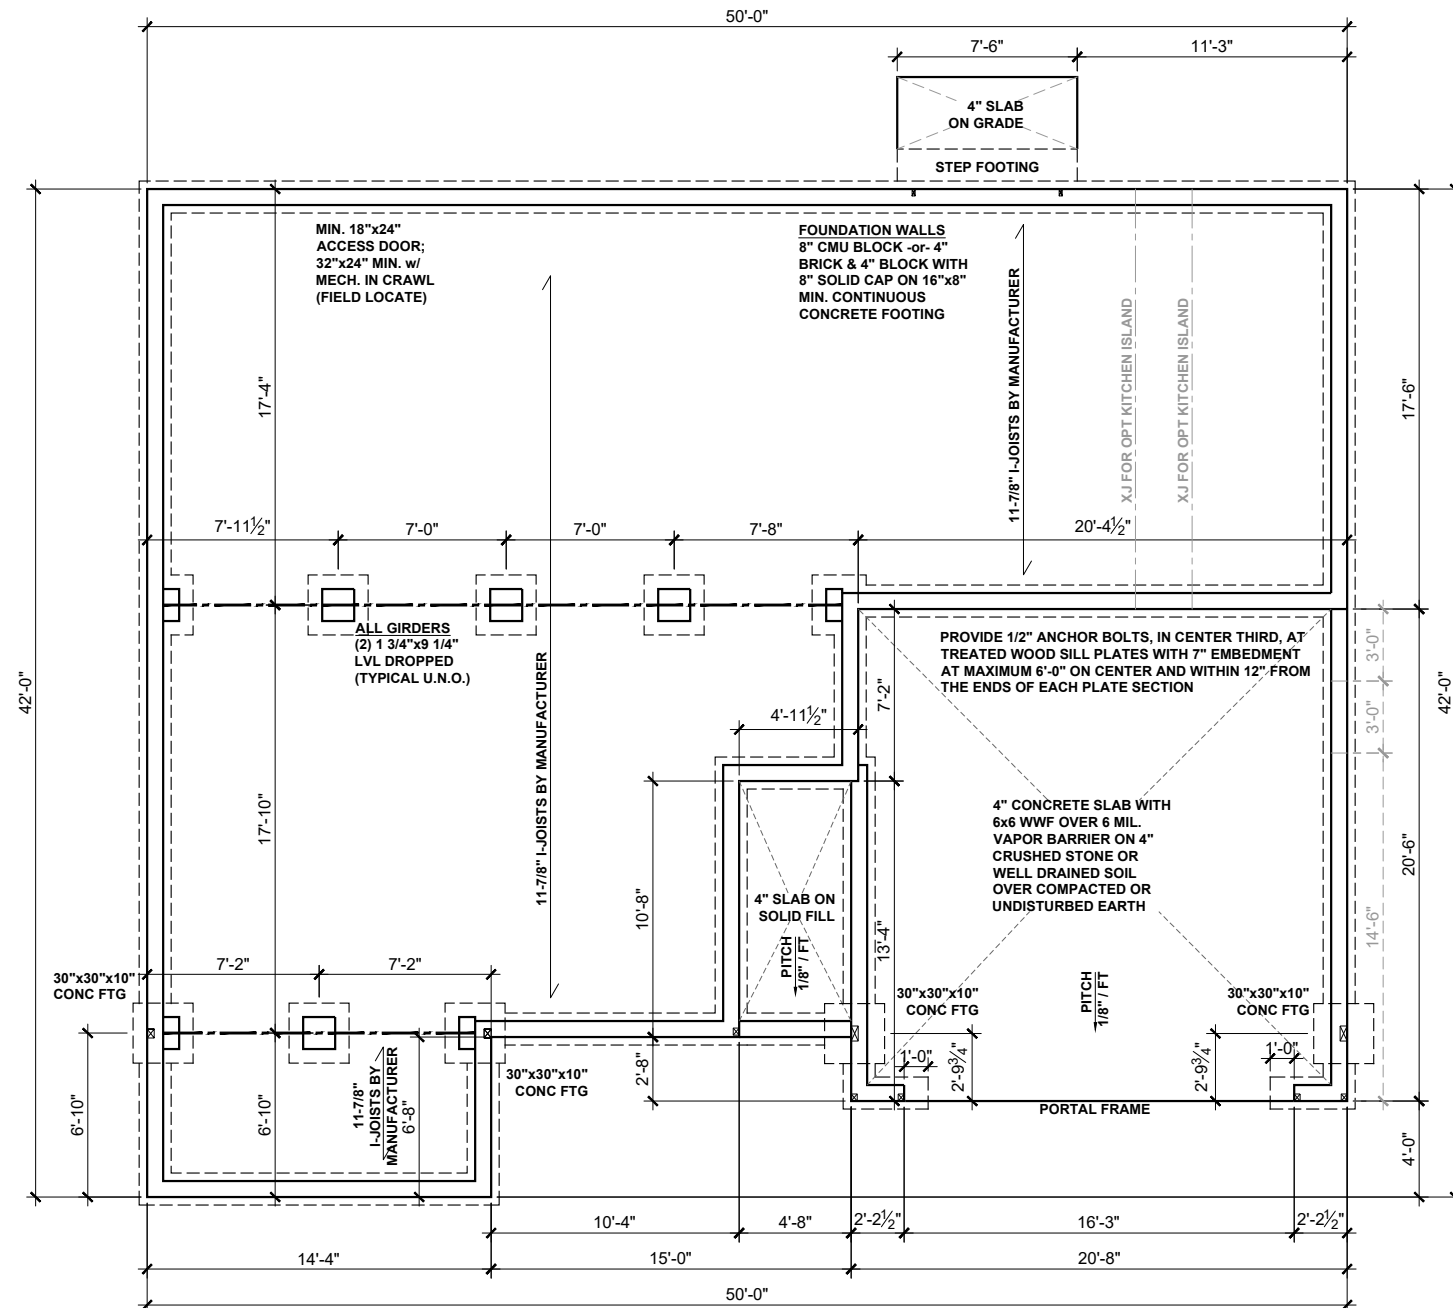 50'-0"
7'-6"
11'-3"
4" SLAB
ON GRADE
STEP FOOTING
MIN. 18"x24"
ACCESS DOOR;
32"x24" MIN. w/
MECH. IN CRAWL
(FIELD LOCATE)
FOUNDATION WALLS
8" CMU BLOCK -or- 4"
BRICK & 4" BLOCK WITH
8" SOLID CAP ON 16"x8"
MIN. CONTINUOUS
CONCRETE FOOTING
11-7/8" I-JOISTS BY MANUFACTURER
XJ FOR OPT KITCHEN ISLAND
XJ FOR OPT KITCHEN ISLAND
17'-4"
17'-6"
42'-0"
42'-0"
7'-11½"
7'-0"
7'-0"
7'-8"
20'-4½"
ALL GIRDERS
(2) 1 3/4"x9 1/4"
LVL DROPPED
(TYPICAL U.N.O.)
11-7/8" I-JOISTS BY MANUFACTURER
PROVIDE 1/2" ANCHOR BOLTS, IN CENTER THIRD, AT
TREATED WOOD SILL PLATES WITH 7" EMBEDMENT
AT MAXIMUM 6'-0" ON CENTER AND WITHIN 12" FROM
THE ENDS OF EACH PLATE SECTION
3'-0"
3'-0"
7'-2"
4'-11½"
17'-10"
10'-8"
13'-4"
4" CONCRETE SLAB WITH
6x6 WWF OVER 6 MIL.
VAPOR BARRIER ON 4"
CRUSHED STONE OR
WELL DRAINED SOIL
OVER COMPACTED OR
UNDISTURBED EARTH
20'-6"
14'-6"
4" SLAB ON
SOLID FILL
PITCH
1/8" / FT
7'-2"
7'-2"
30"x30"x10"
CONC FTG
30"x30"x10"
CONC FTG
PITCH
1/8" / FT
30"x30"x10"
CONC FTG
30"x30"x10"
CONC FTG
6'-10"
6'-10"
11-7/8"
I-JOISTS BY
MANUFACTURER
6'-8"
2'-8"
1'-0"
2'-9¾"
2'-9¾"
1'-0"
PORTAL FRAME
4'-0"
10'-4"
4'-8"
2'-2½"
16'-3"
2'-2½"
14'-4"
15'-0"
20'-8"
50'-0"